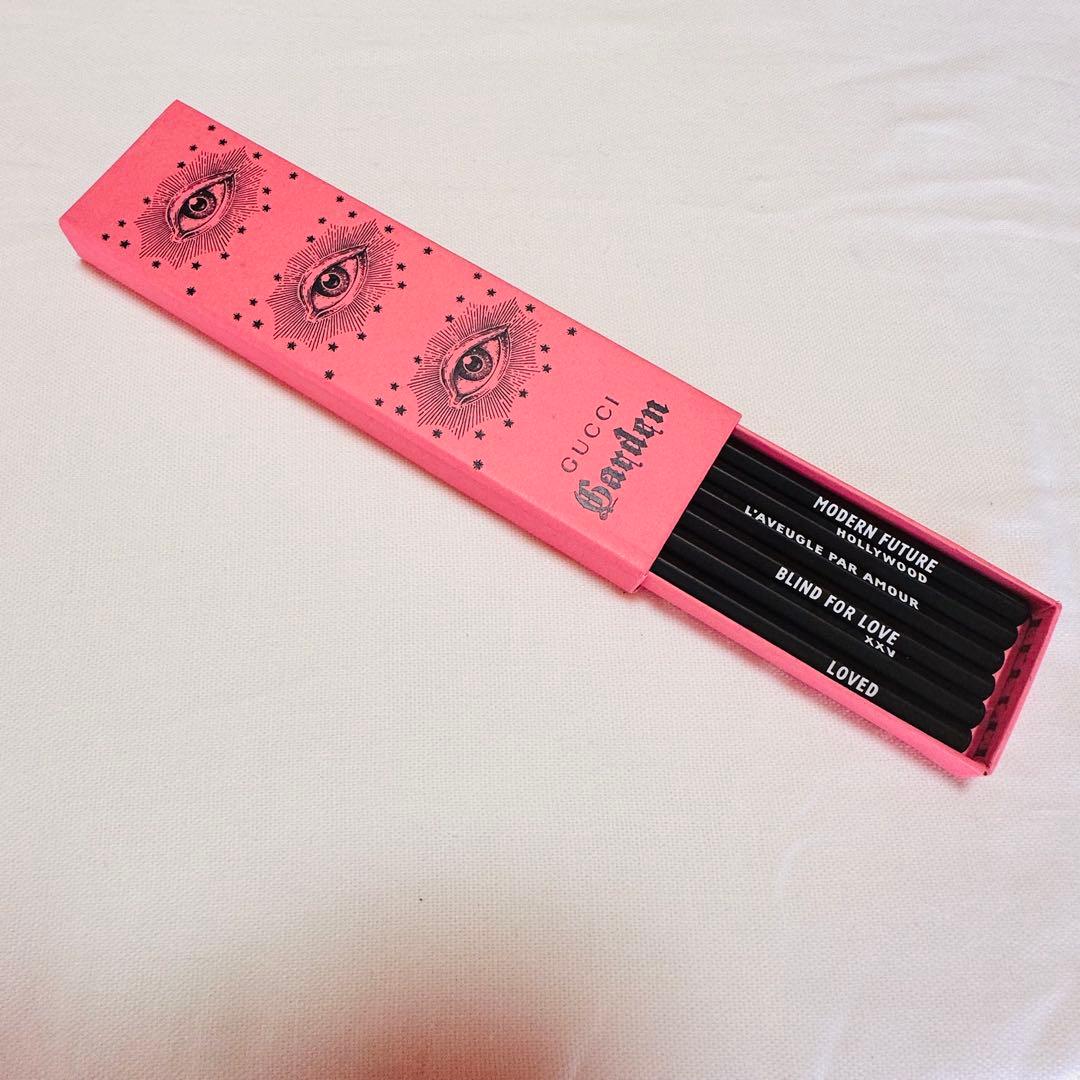 GUCCI
Garden
MODERN FUTURE
HOLLYWOOD
L'AVEUGLE PAR AMOUR
BLIND FOR LOVE
XXV
LOVED